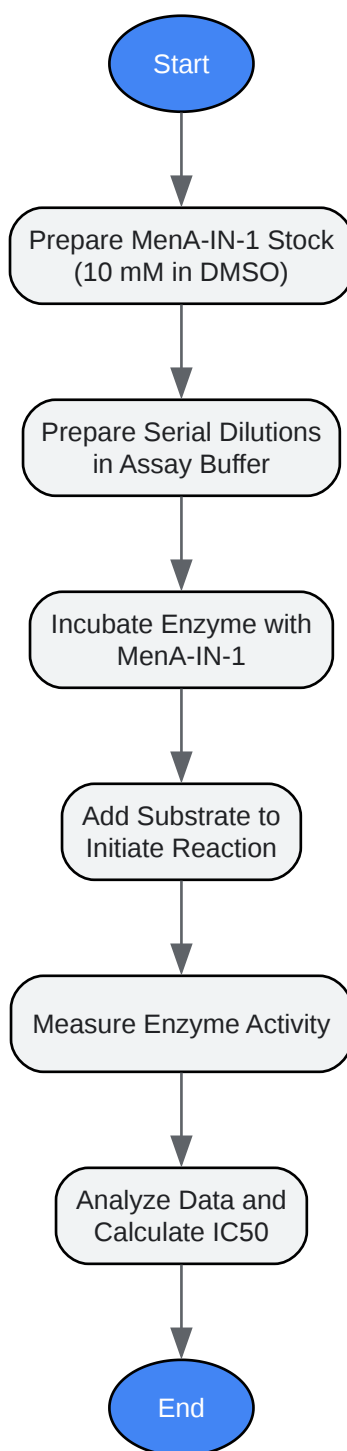 Start
Prepare MenA-IN-1 Stock
(10 mM in DMSO)
Prepare Serial Dilutions
in Assay Buffer
Incubate Enzyme with
MenA-IN-1
Add Substrate to
Initiate Reaction
Measure Enzyme Activity
Analyze Data and
Calculate IC50
End